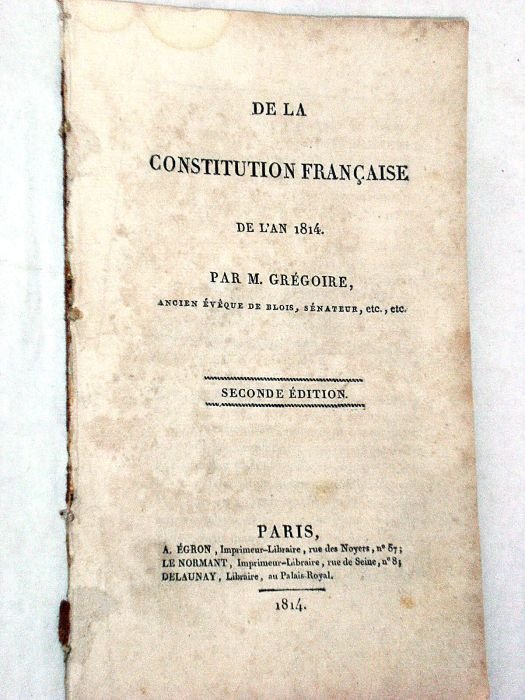 DE LA
CONSTITUTION FRANÇAISE
DE L'AN 1814.
PAR M. GRÉGOIRE,
ANCIEN ÉVÊQUE DE BLOIS, SÉNATEUR, etc., etc.
SECONDE ÉDITION.
PARIS,
A. ÉGRON, Imprimeur-Libraire, rue des Noyers, n° 57;
LE NORMANT, Imprimeur-Libraire, rue de Seine, n° 8;
DELAUNAY, Libraire, au Palais-Royal.
1814.